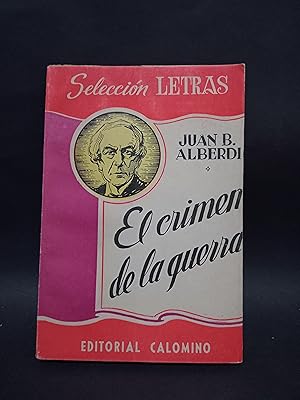 Selección LETRAS
JUAN B.
ALBERDI
El crimen
de la guerra
EDITORIAL CALOMINO